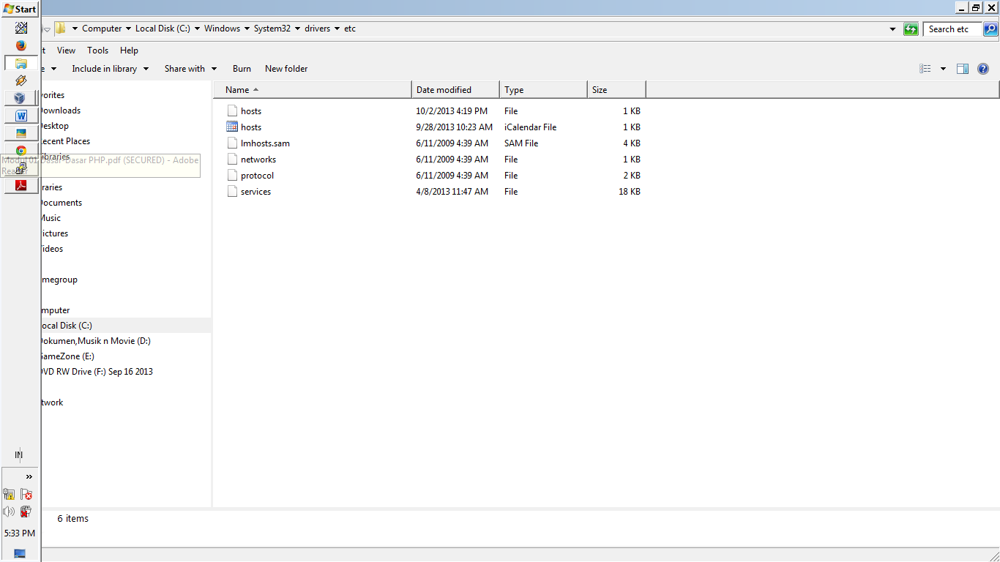 Start
Computer Local Disk (C:) Windows System32 drivers etc
Search etc
View Tools Help
Include in library Share with Burn New folder
Name Date modified Type Size
hosts 10/2/2013 4:19 PM File 1 KB
hosts 9/28/2013 10:23 AM iCalendar File 1 KB
lmhosts.sam 6/11/2009 4:39 AM SAM File 4 KB
networks 6/11/2009 4:39 AM File 1 KB
protocol 6/11/2009 4:39 AM File 2 KB
services 4/8/2013 11:47 AM File 18 KB
vorites
ownloads
esktop
ecent Places
ibraries
Modul 01 Dasar-Dasar PHP.pdf (SECURED) - Adobe
Reader
raries
ocuments
Music
ictures
ideos
megroup
mputer
ocal Disk (C:)
okumen,Musik n Movie (D:)
GameZone (E:)
DVD RW Drive (F:) Sep 16 2013
twork
IN
»
5:33 PM
6 items